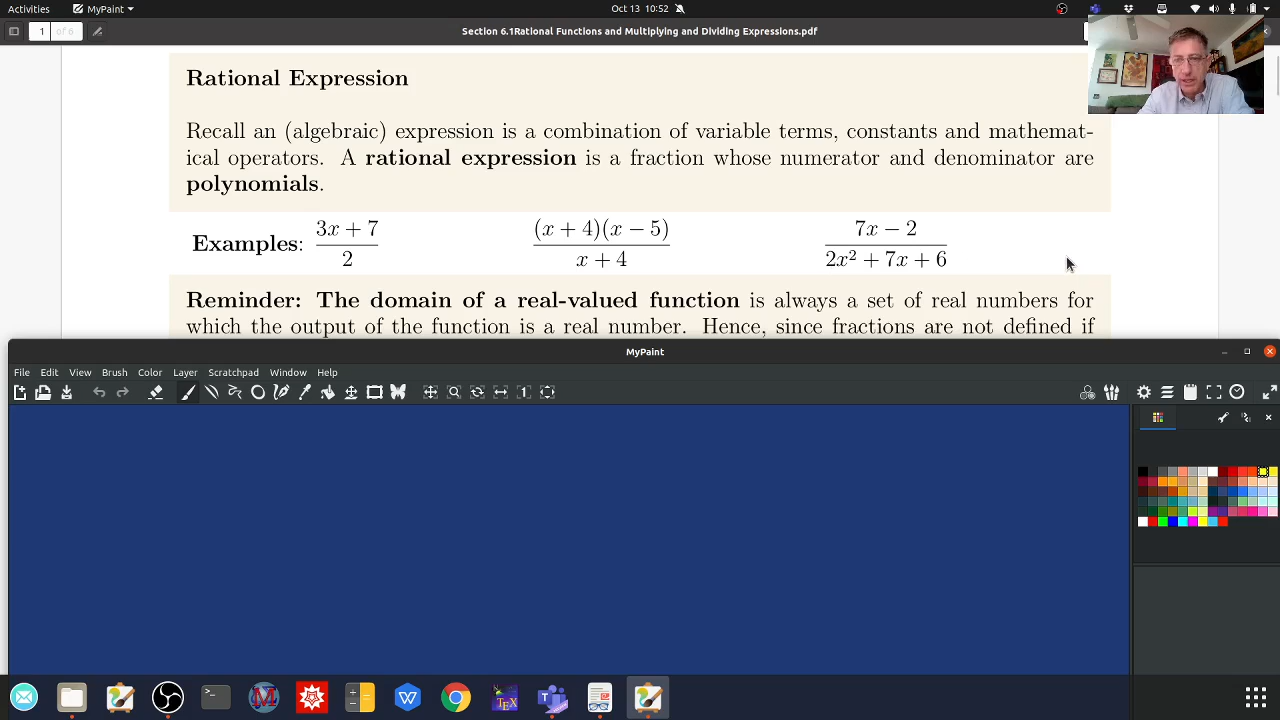 Activities MyPaint Oct 13 10:52
1 of 6 Section 6.1Rational Functions and Multiplying and Dividing Expressions.pdf
Rational Expression
Recall an (algebraic) expression is a combination of variable terms, constants and mathemat-
ical operators. A rational expression is a fraction whose numerator and denominator are
polynomials.
Examples: (3x + 7)/2 ((x + 4)(x − 5))/(x + 4) (7x − 2)/(2x² + 7x + 6)
Reminder: The domain of a real-valued function is always a set of real numbers for
which the output of the function is a real number. Hence, since fractions are not defined if
MyPaint
File Edit View Brush Color Layer Scratchpad Window Help